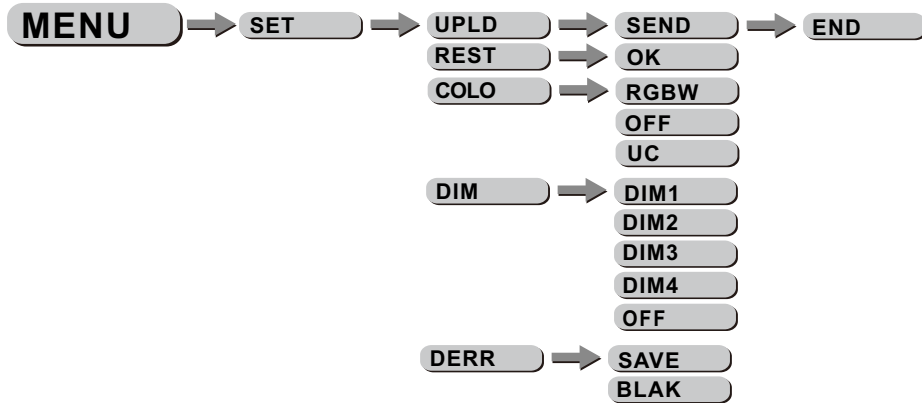 MENU SET UPLD SEND END
REST OK
COLO RGBW
OFF
UC
DIM DIM1
DIM2
DIM3
DIM4
OFF
DERR SAVE
BLAK